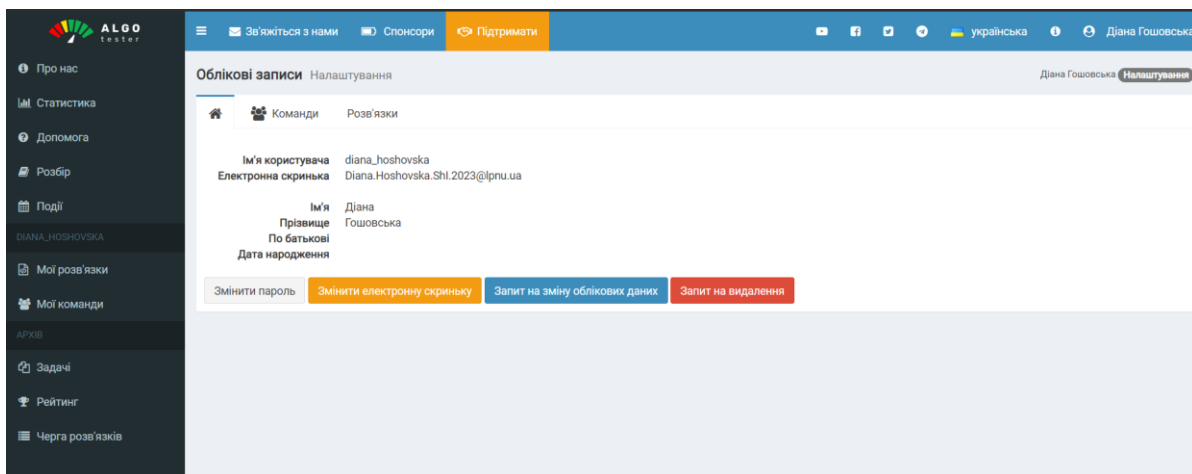 ALGO
tester
Зв'яжіться з нами
Спонсори
Підтримати
українська
Діана Гошовська
Про нас
Статистика
Допомога
Розбір
Події
DIANA_HOSHOVSKA
Мої розв'язки
Мої команди
АРХІВ
Задачі
Рейтинг
Черга розв'язків
Облікові записи Налаштування
Діана Гошовська Налаштування
Команди
Розв'язки
Ім'я користувача diana_hoshovska
Електронна скринька Diana.Hoshovska.ShI.2023@lpnu.ua
Ім'я Діана
Прізвище Гошовська
По батькові
Дата народження
Змінити пароль
Змінити електронну скриньку
Запит на зміну облікових даних
Запит на видалення